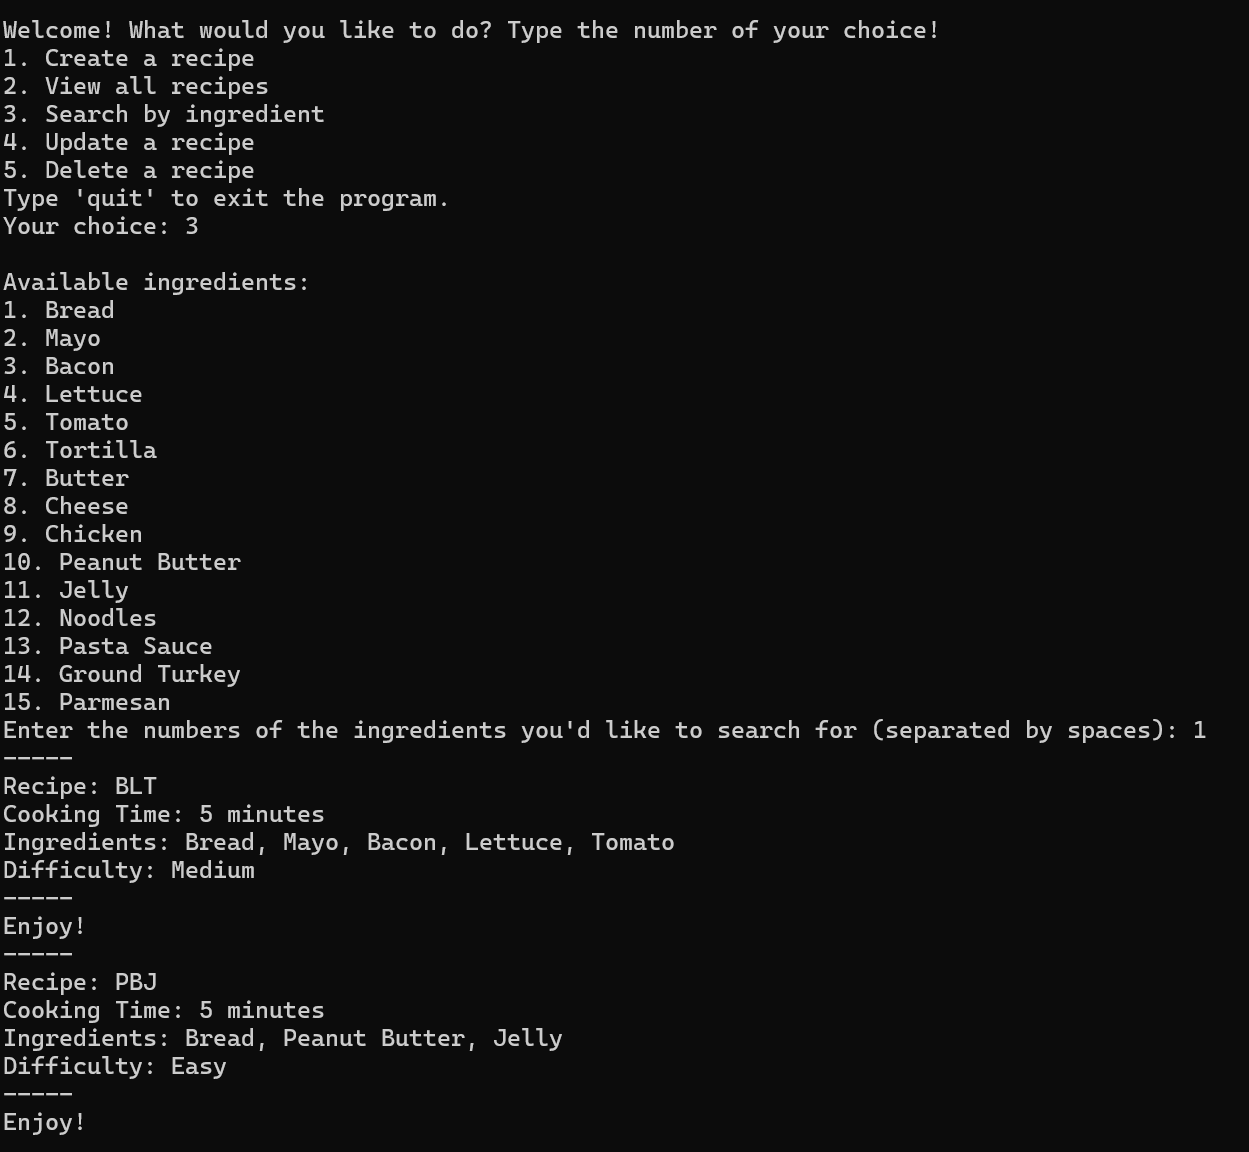 Welcome! What would you like to do? Type the number of your choice!
1. Create a recipe
2. View all recipes
3. Search by ingredient
4. Update a recipe
5. Delete a recipe
Type 'quit' to exit the program.
Your choice: 3
Available ingredients:
1. Bread
2. Mayo
3. Bacon
4. Lettuce
5. Tomato
6. Tortilla
7. Butter
8. Cheese
9. Chicken
10. Peanut Butter
11. Jelly
12. Noodles
13. Pasta Sauce
14. Ground Turkey
15. Parmesan
Enter the numbers of the ingredients you'd like to search for (separated by spaces): 1
-----
Recipe: BLT
Cooking Time: 5 minutes
Ingredients: Bread, Mayo, Bacon, Lettuce, Tomato
Difficulty: Medium
-----
Enjoy!
-----
Recipe: PBJ
Cooking Time: 5 minutes
Ingredients: Bread, Peanut Butter, Jelly
Difficulty: Easy
-----
Enjoy!